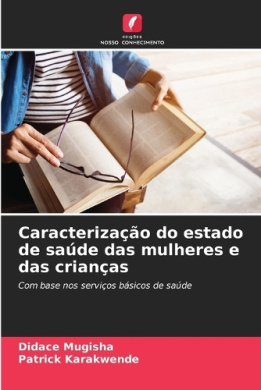 edições
NOSSO CONHECIMENTO
Caracterização do estado
de saúde das mulheres e
das crianças
Com base nos serviços básicos de saúde
Didace Mugisha
Patrick Karakwende